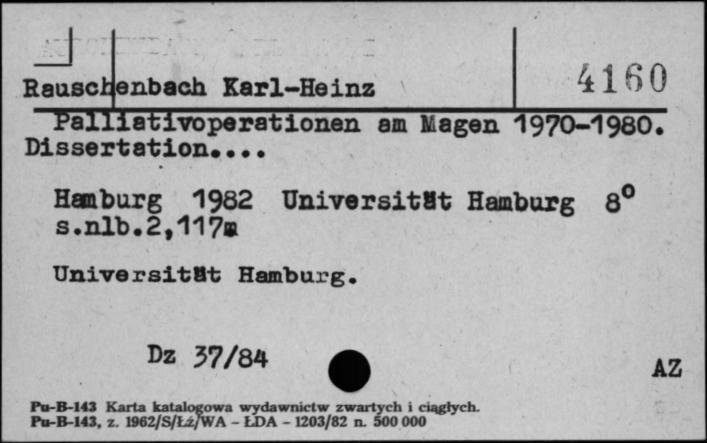 Rauschenbach Karl-Heinz 4160
Palliativoperationen am Magen 1970-1980.
Dissertation....
Hamburg 1982 Universität Hamburg 8°
s.nlb.2,117m
Universität Hamburg.
Dz 37/84
AZ
Pu-B-143 Karta katalogowa wydawnictw zwartych i ciągłych.
Pu-B-143, z. 1962/S/Łź/WA - ŁDA - 1203/82 n. 500 000